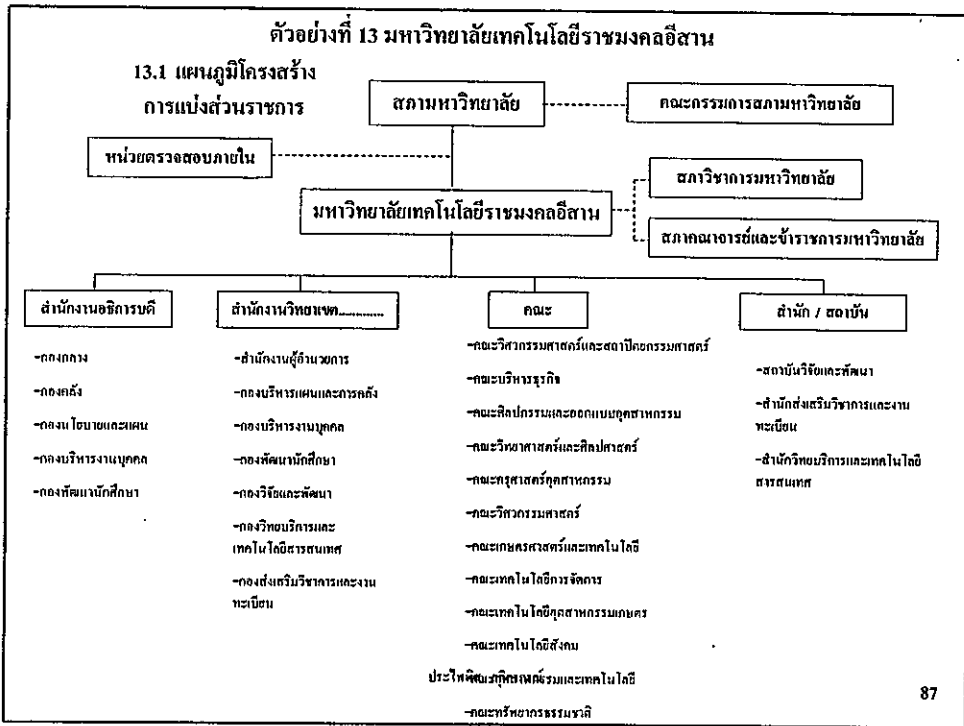 ตัวอย่างที่ 13 มหาวิทยาลัยเทคโนโลยีราชมงคลอีสาน
13.1 แผนภูมิโครงสร้าง
การแบ่งส่วนราชการ
สภามหาวิทยาลัย
คณะกรรมการสภามหาวิทยาลัย
หน่วยตรวจสอบภายใน
สภาวิชาการมหาวิทยาลัย
มหาวิทยาลัยเทคโนโลยีราชมงคลอีสาน
สภาคณาจารย์และข้าราชการมหาวิทยาลัย
สำนักงานอธิการบดี
-กองกลาง
-กองคลัง
-กองนโยบายและแผน
-กองบริหารงานบุคคล
-กองพัฒนานักศึกษา
สำนักงานวิทยาเขต............
-สำนักงานผู้อำนวยการ
-กองบริหารแผนและการคลัง
-กองบริหารงานบุคคล
-กองพัฒนานักศึกษา
-กองวิจัยและพัฒนา
-กองวิทยบริการและ
เทคโนโลยีสารสนเทศ
-กองส่งเสริมวิชาการและงาน
ทะเบียน
คณะ
-คณะวิศวกรรมศาสตร์และสถาปัตยกรรมศาสตร์
-คณะบริหารธุรกิจ
-คณะศิลปกรรมและออกแบบอุตสาหกรรม
-คณะวิทยาศาสตร์และศิลปศาสตร์
-คณะครุศาสตร์อุตสาหกรรม
-คณะวิศวกรรมศาสตร์
-คณะเกษตรศาสตร์และเทคโนโลยี
-คณะเทคโนโลยีการจัดการ
-คณะเทคโนโลยีอุตสาหกรรมเกษตร
-คณะเทคโนโลยีสังคม
และเทคโนโลยี
-คณะทรัพยากรธรรมชาติ
สำนัก / สถาบัน
-สถาบันวิจัยและพัฒนา
-สำนักส่งเสริมวิชาการและงาน
ทะเบียน
-สำนักวิทยบริการและเทคโนโลยี
สารสนเทศ
87